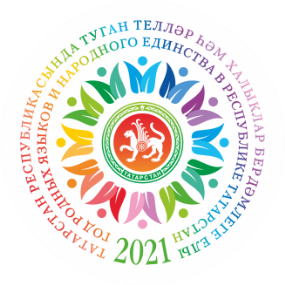 ТАТАРСТАН РЕСПУБЛИКАСЫНДА ТУГАН ТЕЛЛӘР ҺӘМ ХАЛЫКЛАР БЕРДӘМЛЕГЕ ЕЛЫ
ГОД РОДНЫХ ЯЗЫКОВ И НАРОДНОГО ЕДИНСТВА В РЕСПУБЛИКЕ ТАТАРСТАН
ТАТАРСТАН
2021